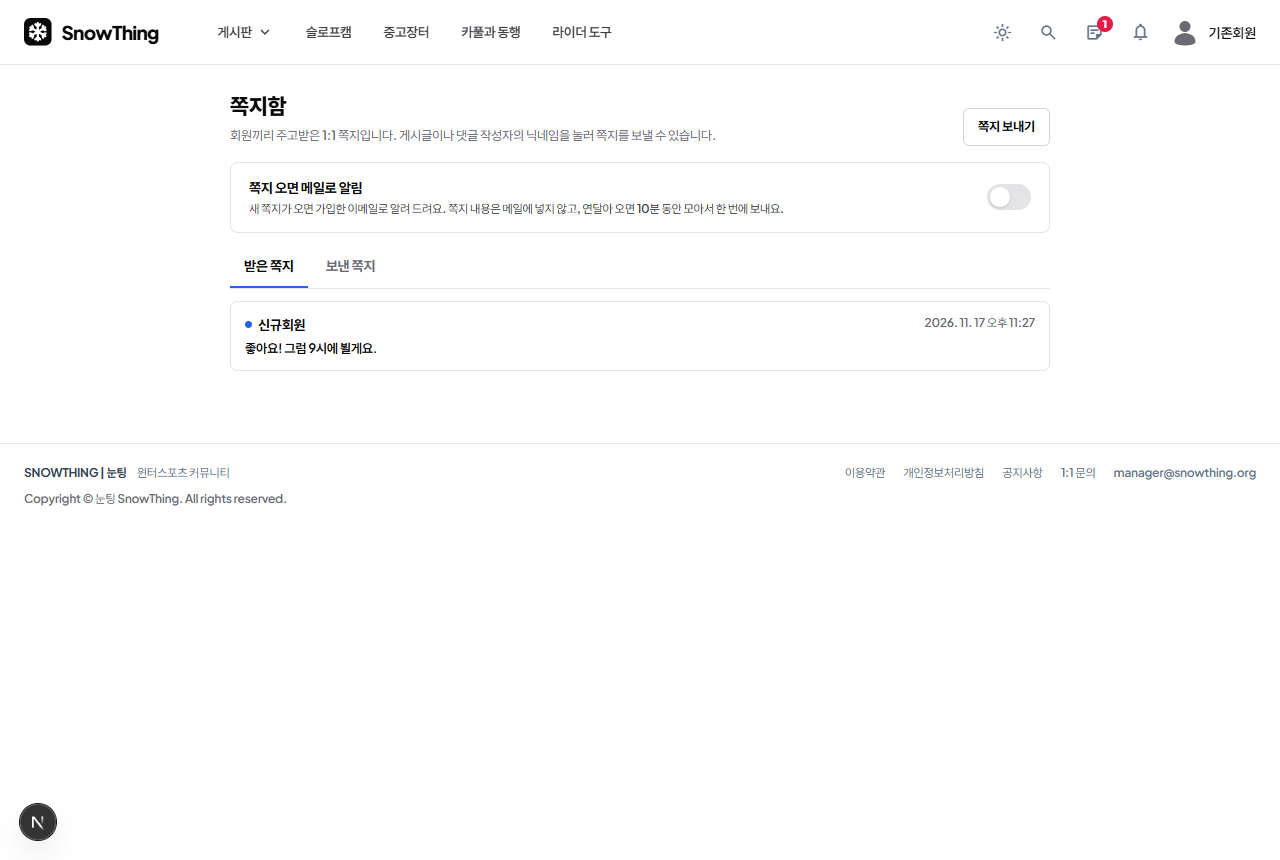 SnowThing
게시판
슬로프캠
중고장터
카풀과 동행
라이더 도구
1
기존회원
쪽지함
회원끼리 주고받은 1:1 쪽지입니다. 게시글이나 댓글 작성자의 닉네임을 눌러 쪽지를 보낼 수 있습니다.
쪽지 보내기
쪽지 오면 메일로 알림
새 쪽지가 오면 가입한 이메일로 알려 드려요. 쪽지 내용은 메일에 넣지 않고, 연달아 오면 10분 동안 모아서 한 번에 보내요.
받은 쪽지
보낸 쪽지
신규회원
2026. 11. 17 오후 11:27
좋아요! 그럼 9시에 뵐게요.
SNOWTHING | 눈팅
윈터스포츠 커뮤니티
이용약관
개인정보처리방침
공지사항
1:1 문의
manager@snowthing.org
Copyright © 눈팅 SnowThing. All rights reserved.
N